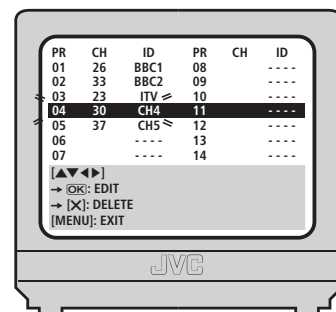 PR CH ID PR CH ID
01 26 BBC1 08 - - - -
02 33 BBC2 09 - - - -
03 23 ITV 10 - - - -
04 30 CH4 11 - - - -
05 37 CH5 12 - - - -
06 - - - - 13 - - - -
07 - - - - 14 - - - -
[▲▼◀▶]
→ OK: EDIT
→ [X]: DELETE
[MENU]: EXIT
JVC